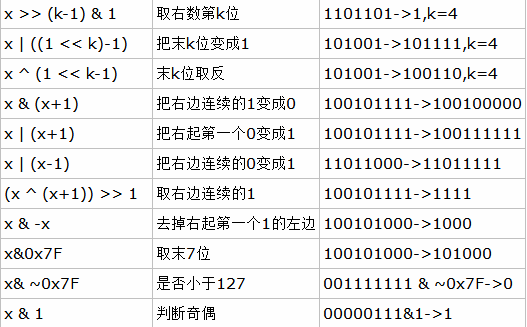 x >> (k-1) & 1 取右数第k位 1101101->1,k=4
x | ((1 << k)-1) 把末k位变成1 101001->101111,k=4
x ^ (1 << k-1) 末k位取反 101001->100110,k=4
x & (x+1) 把右边连续的1变成0 100101111->100100000
x | (x+1) 把右起第一个0变成1 100101111->100111111
x | (x-1) 把右边连续的0变成1 11011000->11011111
(x ^ (x+1)) >> 1 取右边连续的1 100101111->1111
x & -x 去掉右起第一个1的左边 100101000->1000
x&0x7F 取末7位 100101000->101000
x& ~0x7F 是否小于127 001111111 & ~0x7F->0
x & 1 判断奇偶 00000111&1->1